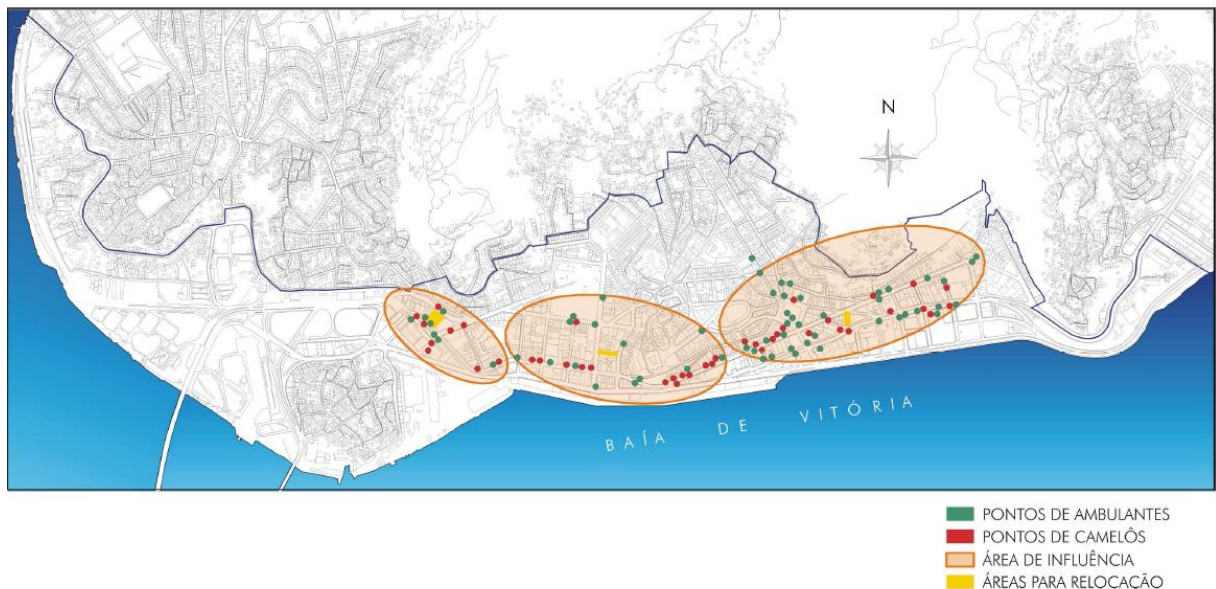 N
BAÍA DE VITÓRIA
PONTOS DE AMBULANTES
PONTOS DE CAMELÔS
ÁREA DE INFLUÊNCIA
ÁREAS PARA RELOCAÇÃO